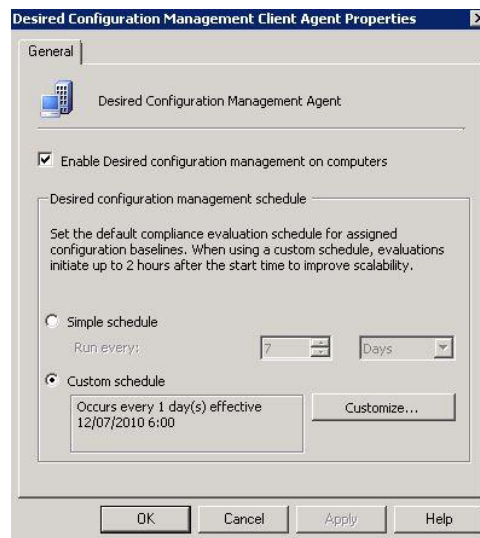 Desired Configuration Management Client Agent Properties
General
Desired Configuration Management Agent
Enable Desired configuration management on computers
Desired configuration management schedule
Set the default compliance evaluation schedule for assigned
configuration baselines. When using a custom schedule, evaluations
initiate up to 2 hours after the start time to improve scalability.
Simple schedule
Run every:
7
Days
Custom schedule
Occurs every 1 day(s) effective
12/07/2010 6:00
Customize...
OK
Cancel
Apply
Help